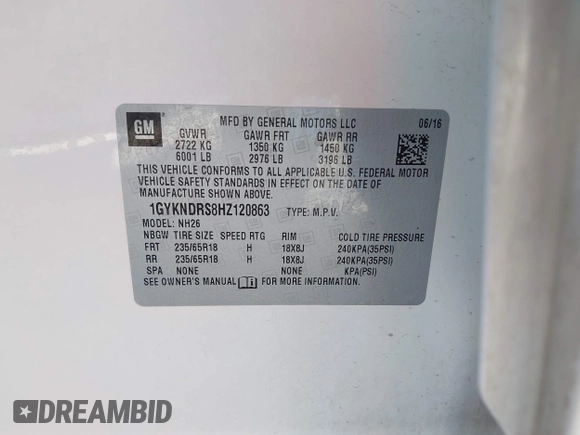 GM
MFD BY GENERAL MOTORS LLC 06/16
GVWR GAWR FRT GAWR RR
2722 KG 1350 KG 1450 KG
6001 LB 2976 LB 3196 LB
THIS VEHICLE CONFORMS TO ALL APPLICABLE U.S. FEDERAL MOTOR
VEHICLE SAFETY STANDARDS IN EFFECT ON THE DATE OF
MANUFACTURE SHOWN ABOVE.
1GYKNDRS8HZ120863 TYPE: M.P.V.
MODEL: NH26
NBGW TIRE SIZE SPEED RTG RIM COLD TIRE PRESSURE
FRT 235/65R18 H 18X8J 240KPA(35PSI)
RR 235/65R18 H 18X8J 240KPA(35PSI)
SPA NONE NONE KPA(PSI)
SEE OWNER'S MANUAL FOR MORE INFORMATION.
DREAMBID